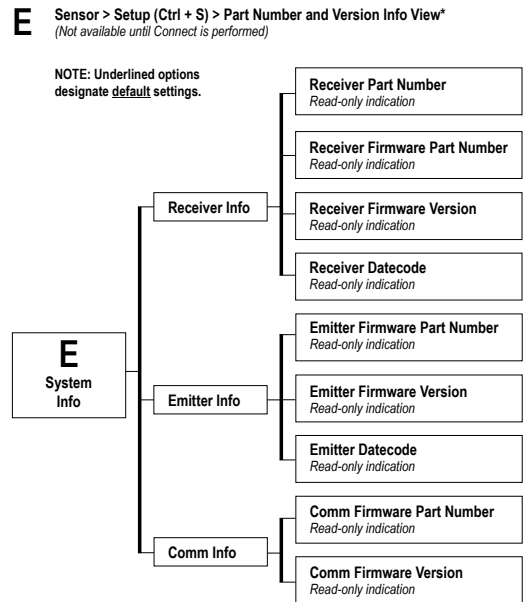 E
Sensor > Setup (Ctrl + S) > Part Number and Version Info View*
(Not available until Connect is performed)
NOTE: Underlined options
designate default settings.
Receiver Part Number
Read-only indication
Receiver Firmware Part Number
Read-only indication
Receiver Info
Receiver Firmware Version
Read-only indication
Receiver Datecode
Read-only indication
E
System
Info
Emitter Firmware Part Number
Read-only indication
Emitter Info
Emitter Firmware Version
Read-only indication
Emitter Datecode
Read-only indication
Comm Info
Comm Firmware Part Number
Read-only indication
Comm Firmware Version
Read-only indication